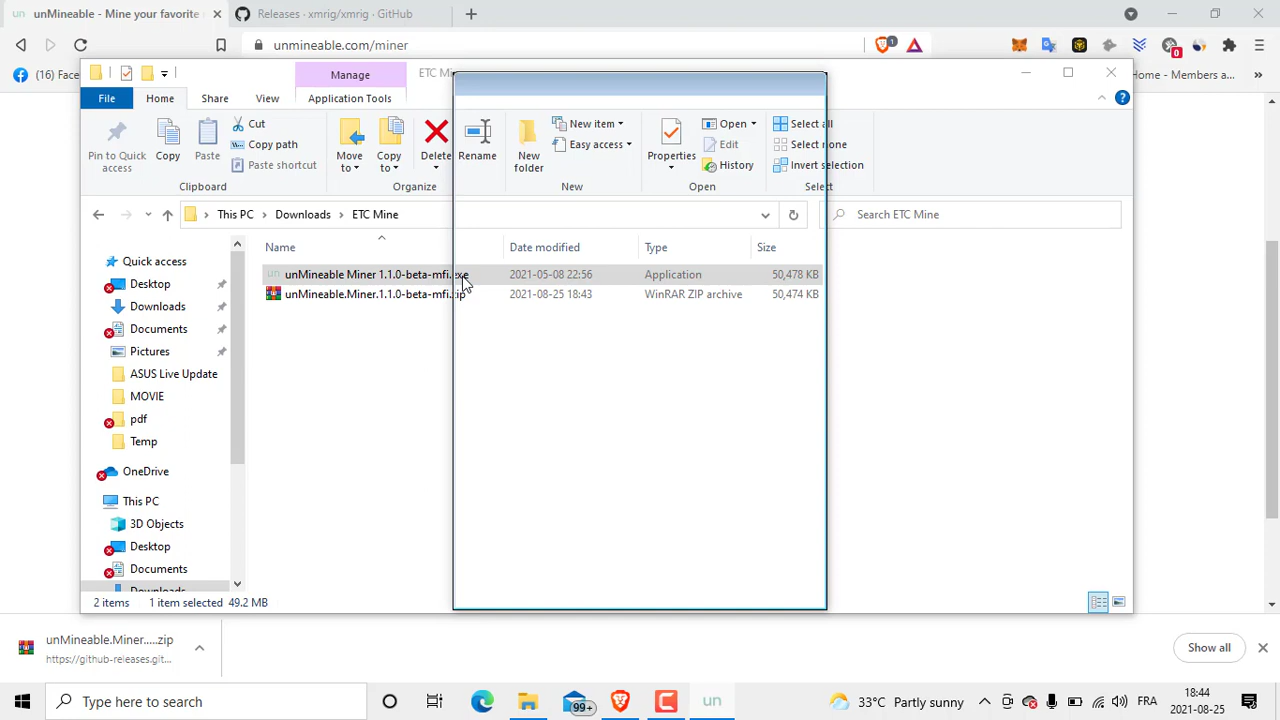 un unMineable - Mine your favorite
Releases · xmrig/xmrig · GitHub
unmineable.com/miner
1
0
(16) Face
Home - Members a
»
ETC Mi
Manage
File
Home
Share
View
Application Tools
Pin to Quick access
Copy
Paste
Cut
Copy path
Paste shortcut
Move to
Copy to
Delete
Rename
New folder
New item
Easy access
Properties
Open
Edit
History
Select all
Select none
Invert selection
Clipboard
Organize
New
Open
Select
This PC > Downloads > ETC Mine
Search ETC Mine
Name
Date modified
Type
Size
un unMineable Miner 1.1.0-beta-mfi.exe 2021-05-08 22:56 Application 50,478 KB
unMineable.Miner.1.1.0-beta-mfi.zip 2021-08-25 18:43 WinRAR ZIP archive 50,474 KB
Quick access
Desktop
Downloads
Documents
Pictures
ASUS Live Update
MOVIE
pdf
Temp
OneDrive
This PC
3D Objects
Desktop
Documents
Downloads
2 items 1 item selected 49.2 MB
unMineable.Miner.....zip
https://github-releases.git...
Show all
Type here to search
99+
un
33°C Partly sunny
FRA
18:44
2021-08-25